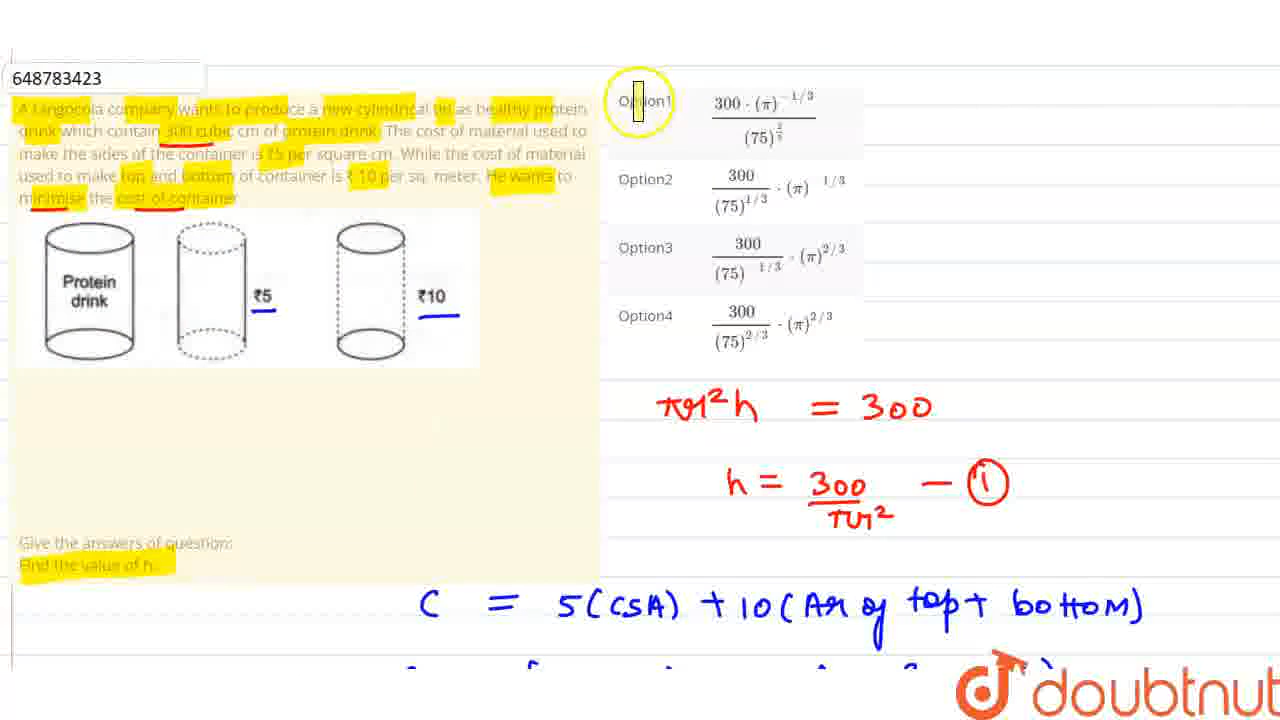 648783423
A tangocola company wants to produce a new cylindrical tin as healthy protein
drink which contain 300 cubic cm of protein drink. The cost of material used to
make the sides of the container is ₹5 per square cm. While the cost of material
used to make top and bottom of container is ₹ 10 per sq. meter. He wants to
minimise the cost of container
Protein
drink
₹5
₹10
Give the answers of question:
Find the value of h.
Option1 300 · (π)^{-1/3} / (75)^{2/3}
Option2 300 / (75)^{1/3} · (π)^{1/3}
Option3 300 / (75)^{1/3} · (π)^{2/3}
Option4 300 / (75)^{2/3} · (π)^{2/3}
πr²h = 300
h = 300 / πr² — (i)
C = 5 (CSA) + 10 (Ar of top + bottom)
doubtnut